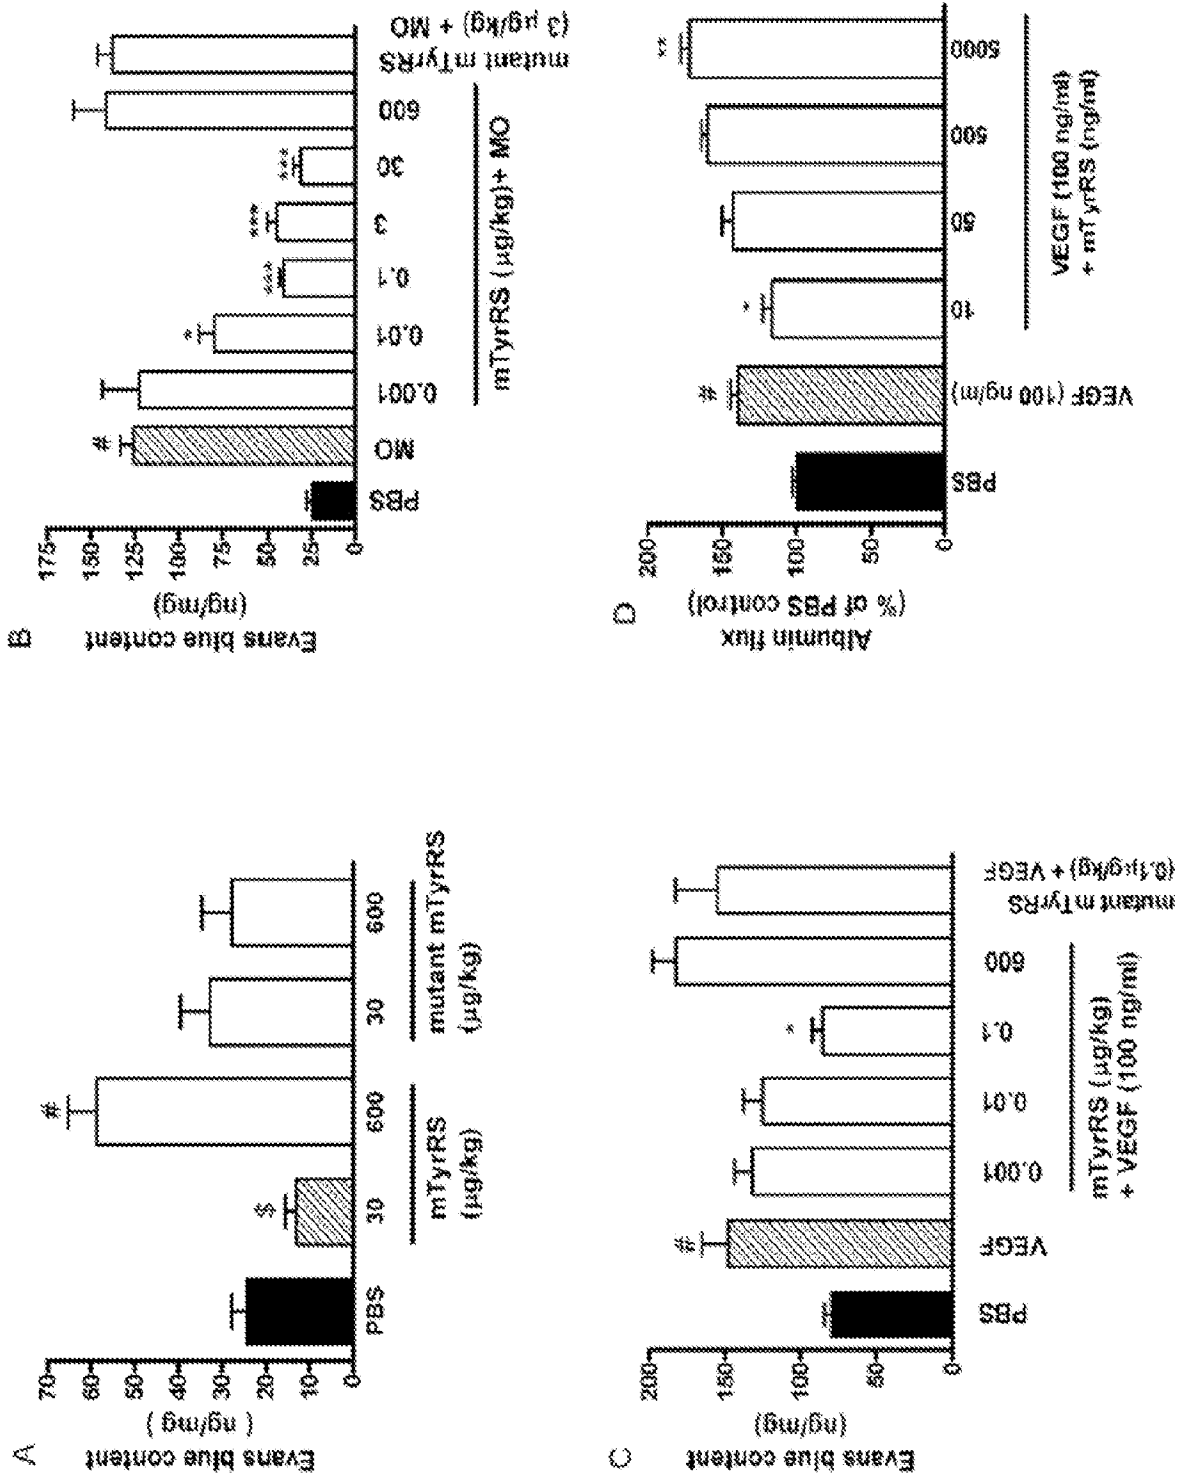 A
Evans blue content
( ng/mg )
70
60
50
40
30
20
10
0
$
#
PBS
30
600
30
600
mTyrRS
(μg/kg)
mutant mTyrRS
(μg/kg)
B
Evans blue content
(ng/mg)
175
150
125
100
75
50
25
0
#
*
***
***
***
PBS
MO
0.001
0.01
0.1
3
30
600
mutant mTyrRS
(3 μg/kg) + MO
mTyrRS (μg/kg)+ MO
C
Evans blue content
(ng/mg)
200
150
100
50
0
#
*
PBS
VEGF
0.001
0.01
0.1
600
mutant mTyrRS
(0.1μg/kg) + VEGF
mTyrRS (μg/kg)
+ VEGF (100 ng/ml)
D
Albumin flux
(% of PBS control)
200
150
100
50
0
#
*
**
PBS
VEGF (100 ng/ml)
10
50
500
5000
VEGF (100 ng/ml)
+ mTyrRS (ng/ml)